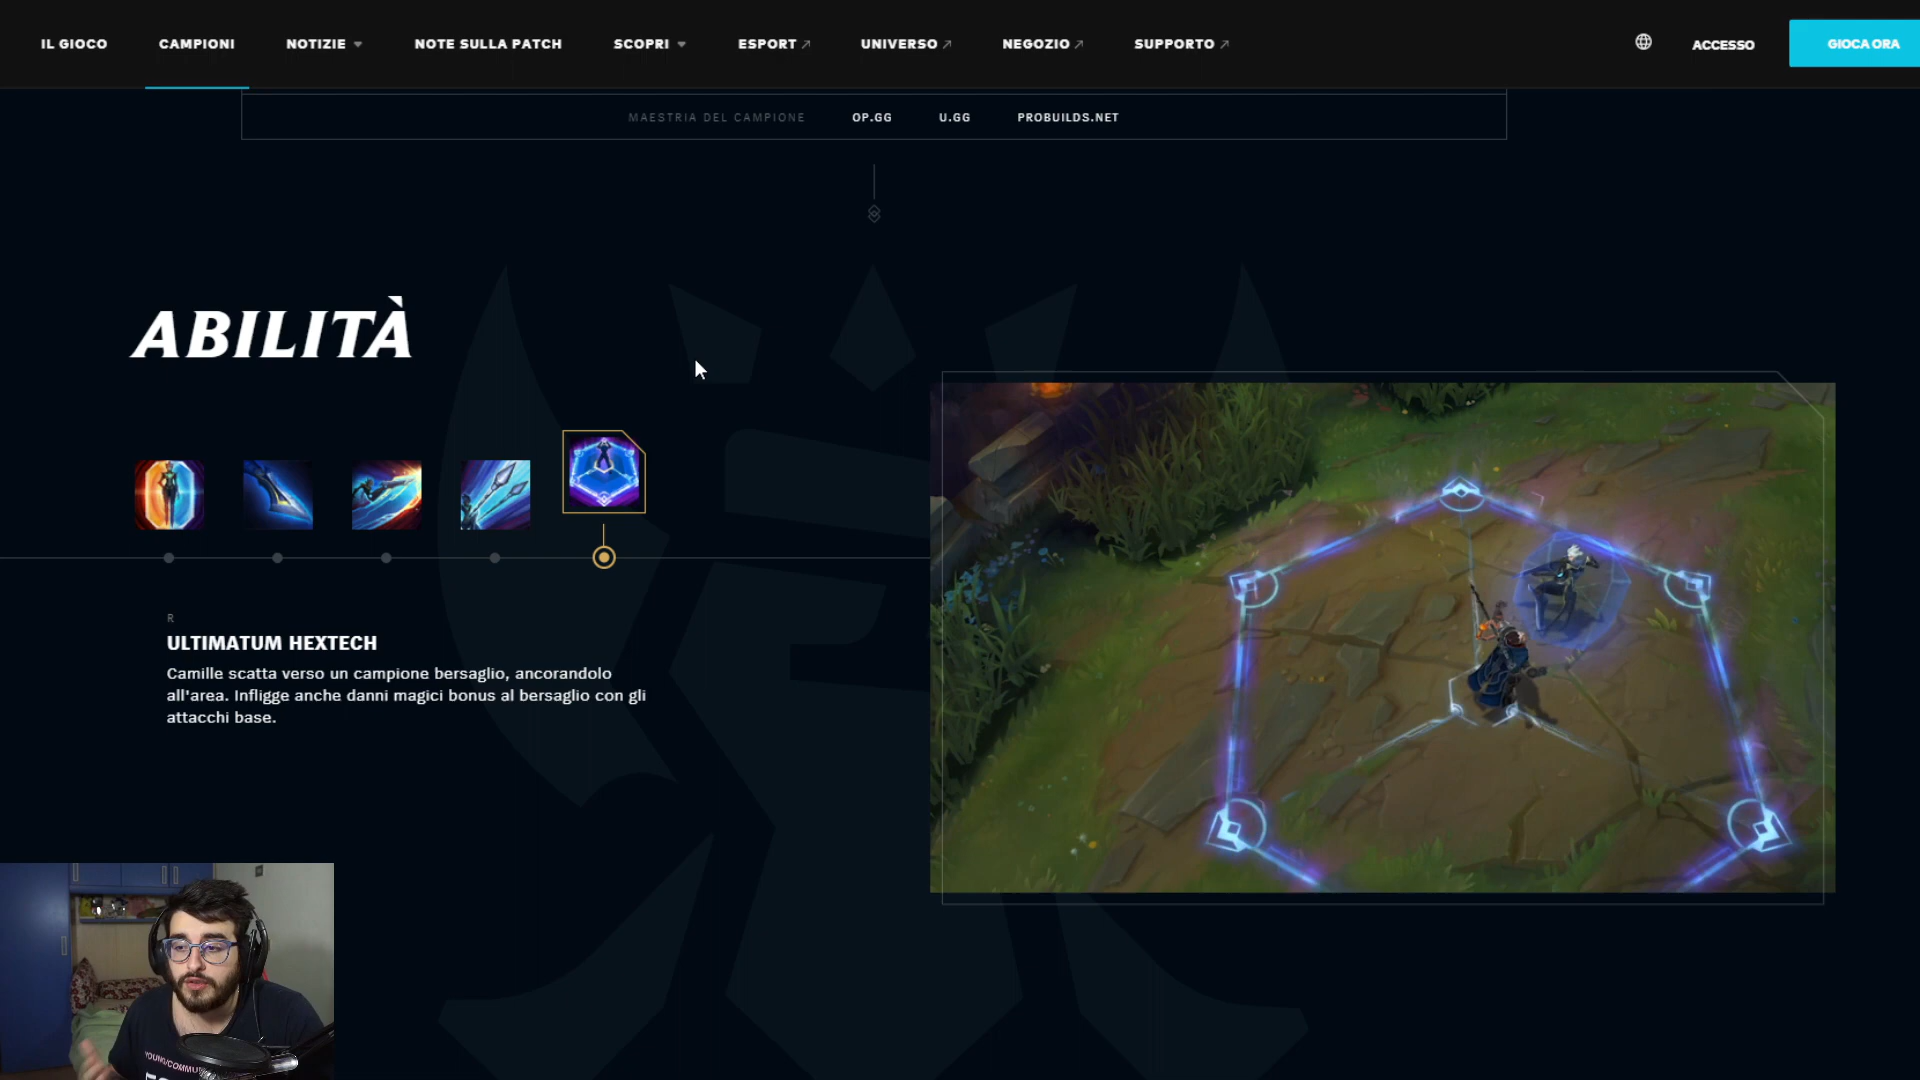 IL GIOCO CAMPIONI NOTIZIE NOTE SULLA PATCH SCOPRI ESPORT UNIVERSO NEGOZIO SUPPORTO ACCESSO GIOCA ORA
MAESTRIA DEL CAMPIONE OP.GG U.GG PROBUILDS.NET
ABILITÀ
R
ULTIMATUM HEXTECH
Camille scatta verso un campione bersaglio, ancorandolo
all'area. Infligge anche danni magici bonus al bersaglio con gli
attacchi base.